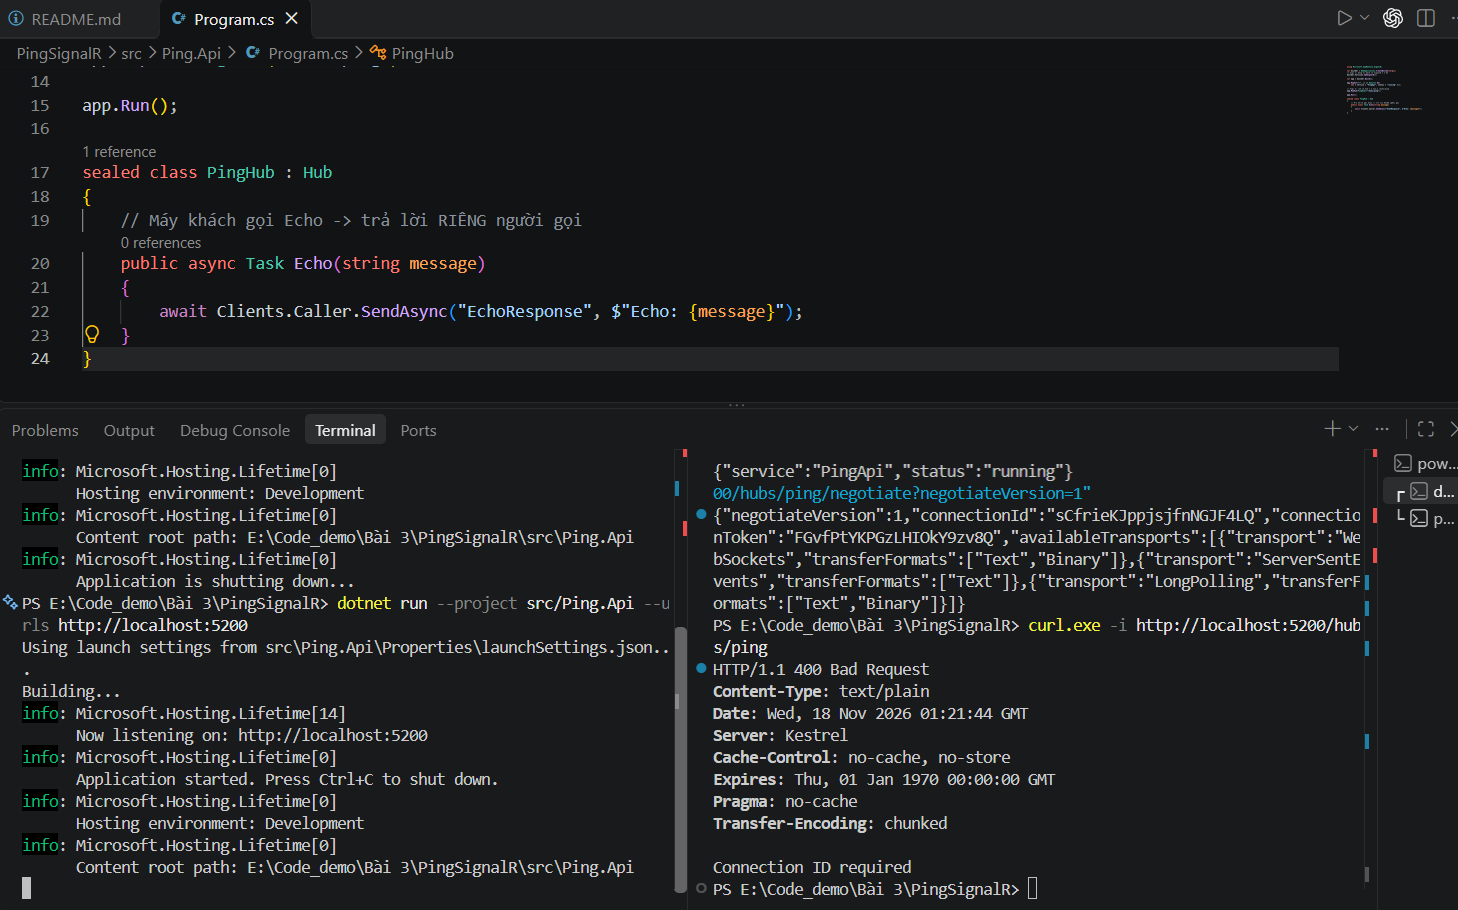 README.md
Program.cs
PingSignalR > src > Ping.Api > Program.cs > PingHub
14
15 app.Run();
16
1 reference
17 sealed class PingHub : Hub
18 {
19 // Máy khách gọi Echo -> trả lời RIÊNG người gọi
0 references
20 public async Task Echo(string message)
21 {
22 await Clients.Caller.SendAsync("EchoResponse", $"Echo: {message}");
23 }
24 }
Problems Output Debug Console Terminal Ports
info: Microsoft.Hosting.Lifetime[0]
Hosting environment: Development
info: Microsoft.Hosting.Lifetime[0]
Content root path: E:\Code_demo\Bài 3\PingSignalR\src\Ping.Api
info: Microsoft.Hosting.Lifetime[0]
Application is shutting down...
PS E:\Code_demo\Bài 3\PingSignalR> dotnet run --project src/Ping.Api --u
rls http://localhost:5200
Using launch settings from src\Ping.Api\Properties\launchSettings.json..
.
Building...
info: Microsoft.Hosting.Lifetime[14]
Now listening on: http://localhost:5200
info: Microsoft.Hosting.Lifetime[0]
Application started. Press Ctrl+C to shut down.
info: Microsoft.Hosting.Lifetime[0]
Hosting environment: Development
info: Microsoft.Hosting.Lifetime[0]
Content root path: E:\Code_demo\Bài 3\PingSignalR\src\Ping.Api
{"service":"PingApi","status":"running"}
00/hubs/ping/negotiate?negotiateVersion=1"
{"negotiateVersion":1,"connectionId":"sCfrieKJppjsjfnNGJF4LQ","connectio
nToken":"FGvfPtYKPGzLHIOkY9zv8Q","availableTransports":[{"transport":"We
bSockets","transferFormats":["Text","Binary"]},{"transport":"ServerSentE
vents","transferFormats":["Text"]},{"transport":"LongPolling","transferF
ormats":["Text","Binary"]}]}
PS E:\Code_demo\Bài 3\PingSignalR> curl.exe -i http://localhost:5200/hub
s/ping
HTTP/1.1 400 Bad Request
Content-Type: text/plain
Date: Wed, 18 Nov 2026 01:21:44 GMT
Server: Kestrel
Cache-Control: no-cache, no-store
Expires: Thu, 01 Jan 1970 00:00:00 GMT
Pragma: no-cache
Transfer-Encoding: chunked
Connection ID required
PS E:\Code_demo\Bài 3\PingSignalR>
pow...
d...
p...